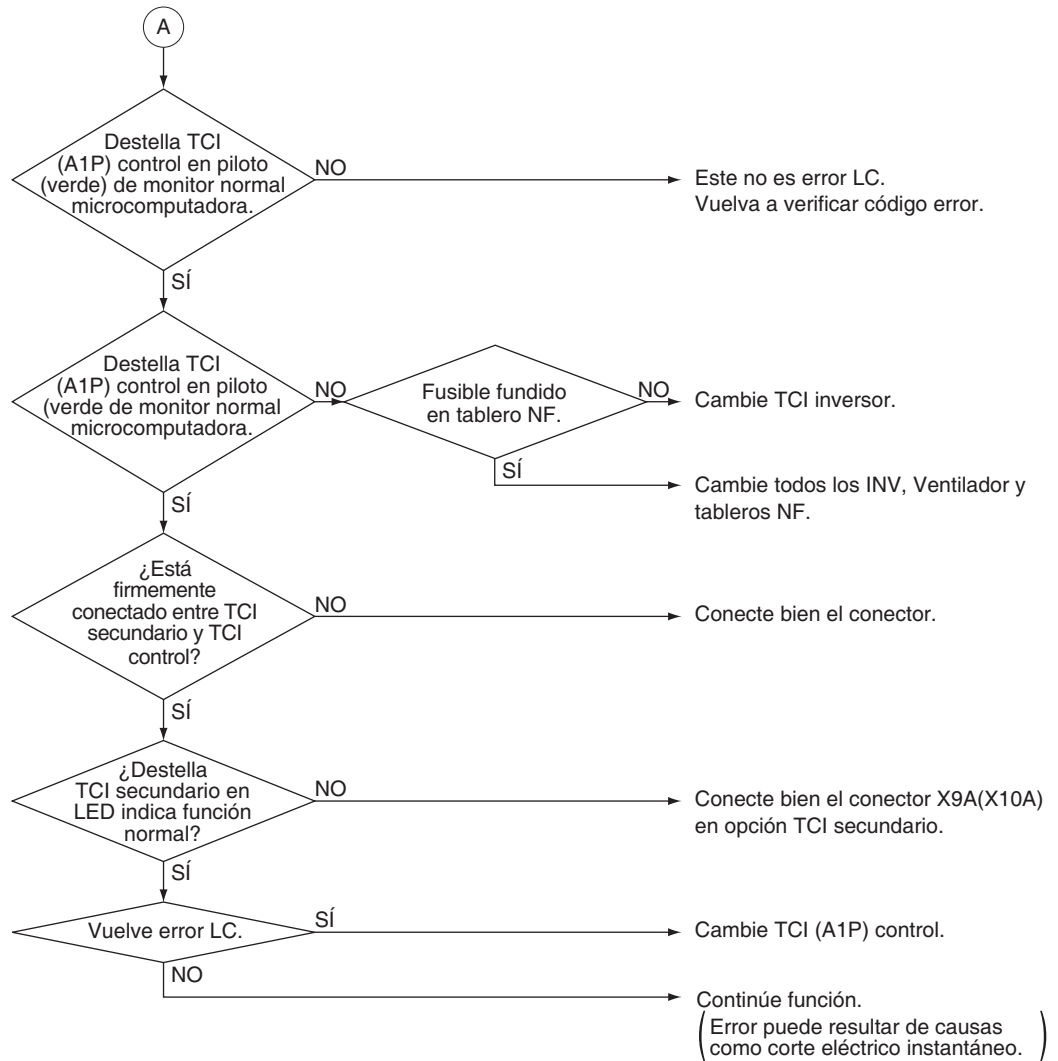 A
Destella TCI
(A1P) control en piloto
(verde) de monitor normal
microcomputadora.
NO
Este no es error LC.
Vuelva a verificar código error.
SÍ
Destella TCI
(A1P) control en piloto
(verde de monitor normal
microcomputadora.
NO
Fusible fundido
en tablero NF.
NO
Cambie TCI inversor.
SÍ
Cambie todos los INV, Ventilador y
tableros NF.
SÍ
¿Está
firmemente
conectado entre TCI
secundario y TCI
control?
NO
Conecte bien el conector.
SÍ
¿Destella
TCI secundario en
LED indica función
normal?
NO
Conecte bien el conector X9A(X10A)
en opción TCI secundario.
SÍ
Vuelve error LC.
SÍ
Cambie TCI (A1P) control.
NO
Continúe función.
(Error puede resultar de causas
como corte eléctrico instantáneo.)